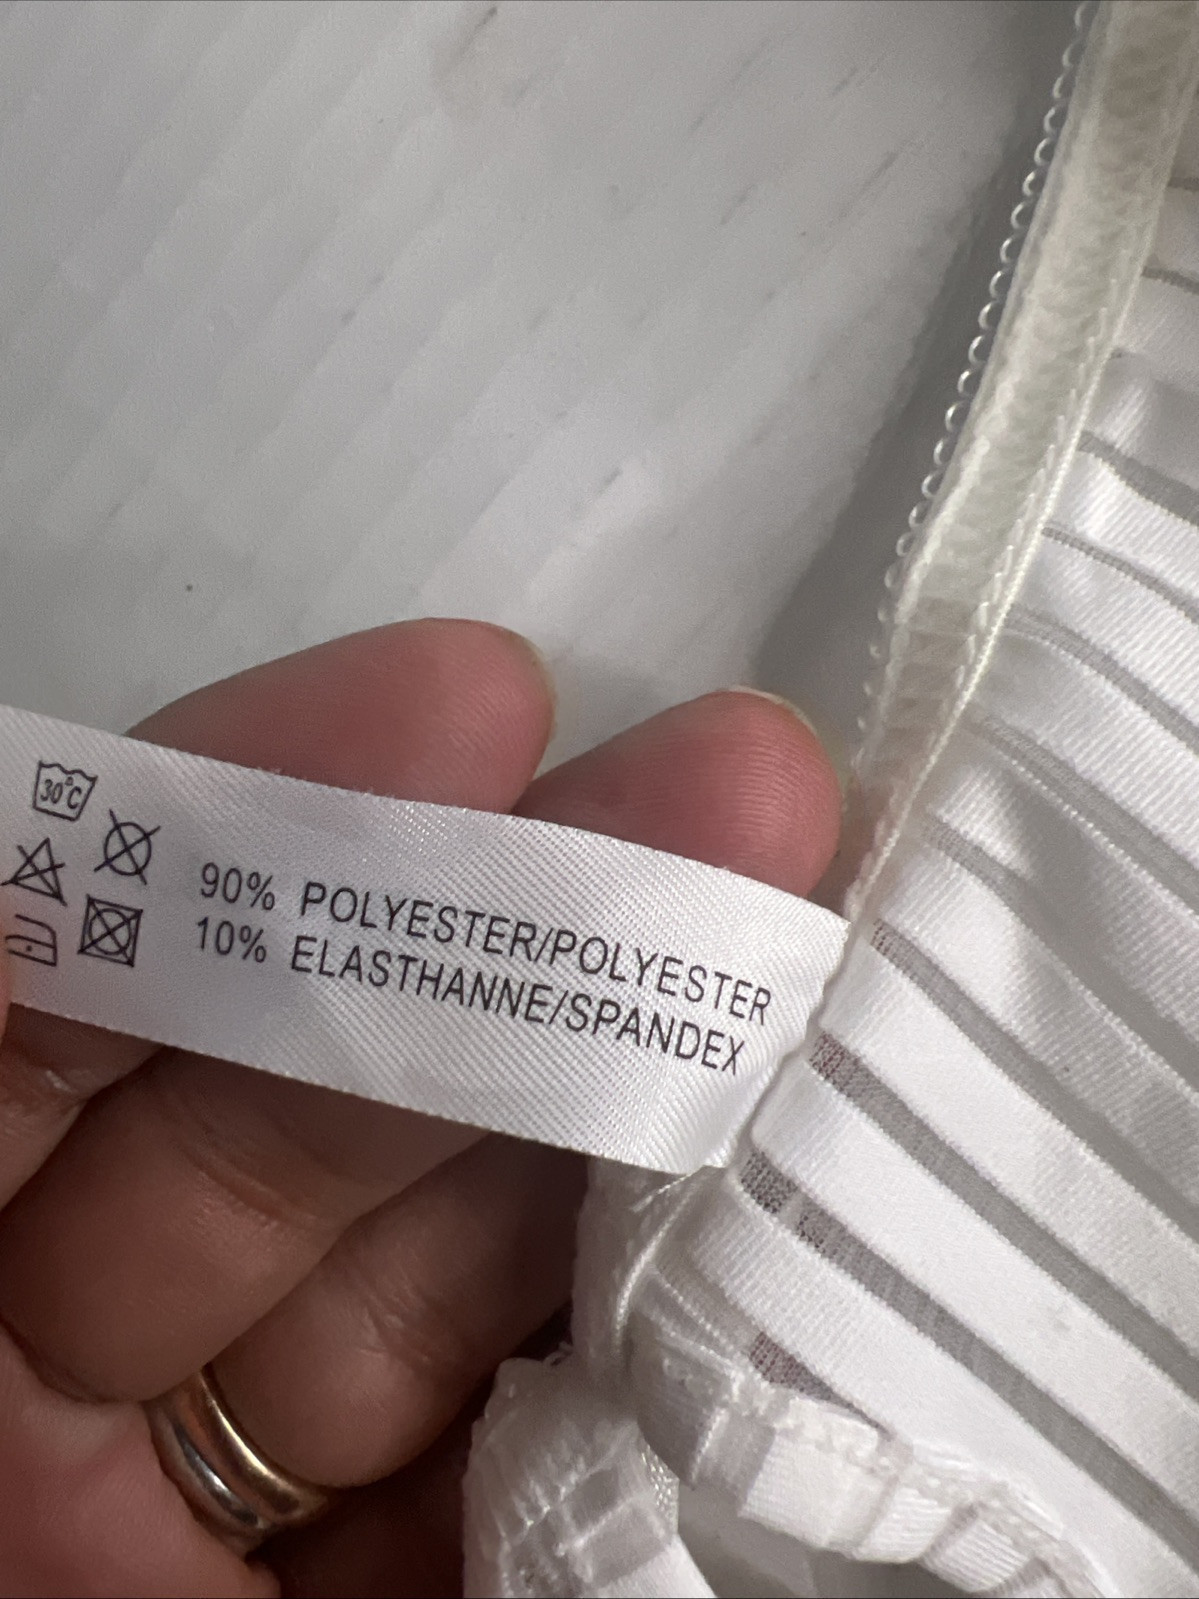 30°C
90% POLYESTER/POLYESTER
10% ELASTHANNE/SPANDEX